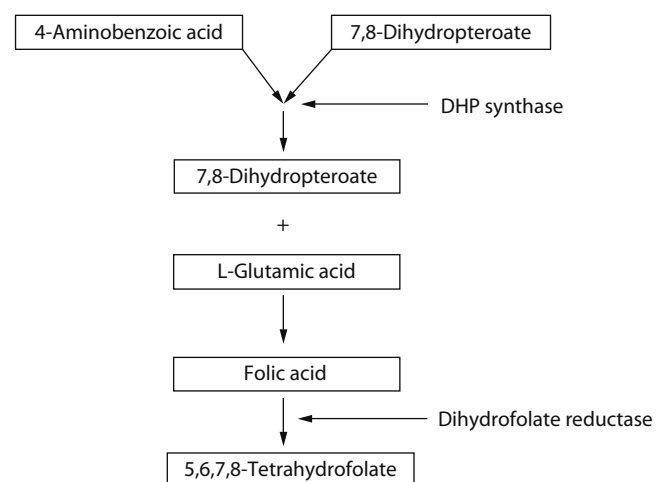 4-Aminobenzoic acid
7,8-Dihydropteroate
DHP synthase
7,8-Dihydropteroate
+
L-Glutamic acid
Folic acid
Dihydrofolate reductase
5,6,7,8-Tetrahydrofolate